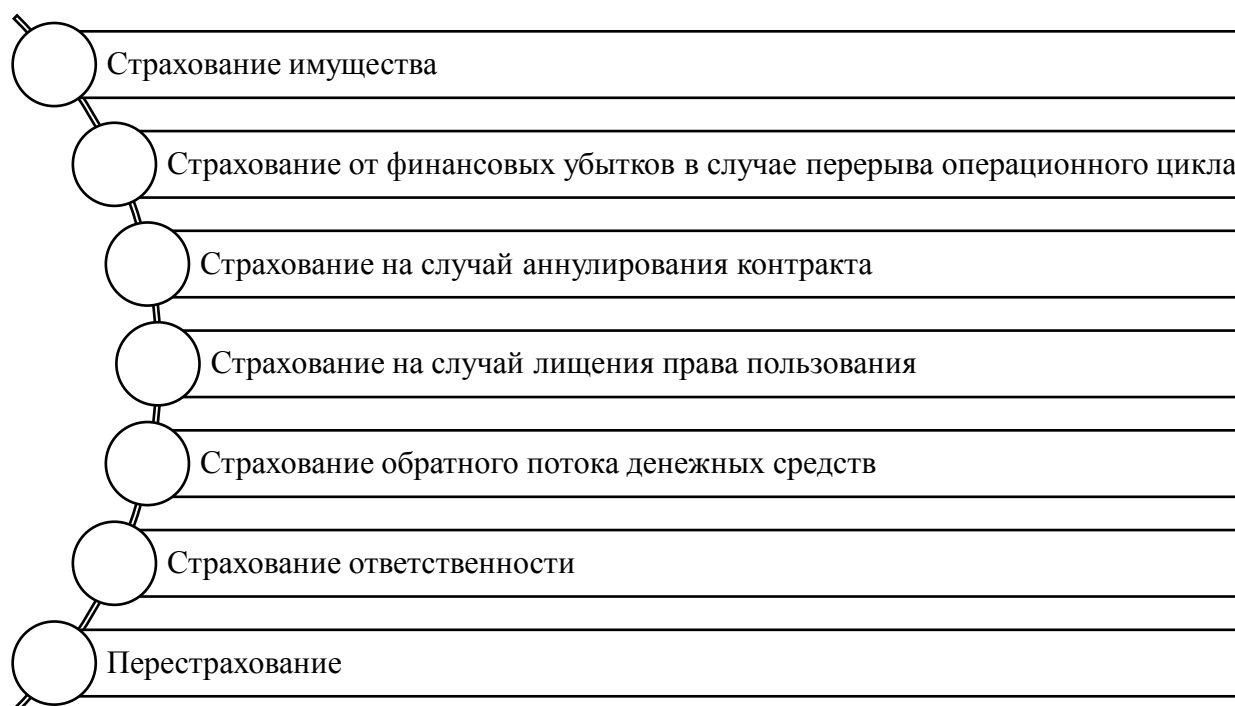 Страхование имущества
Страхование от финансовых убытков в случае перерыва операционного цикла
Страхование на случай аннулирования контракта
Страхование на случай лищения права пользования
Страхование обратного потока денежных средств
Страхование ответственности
Перестрахование